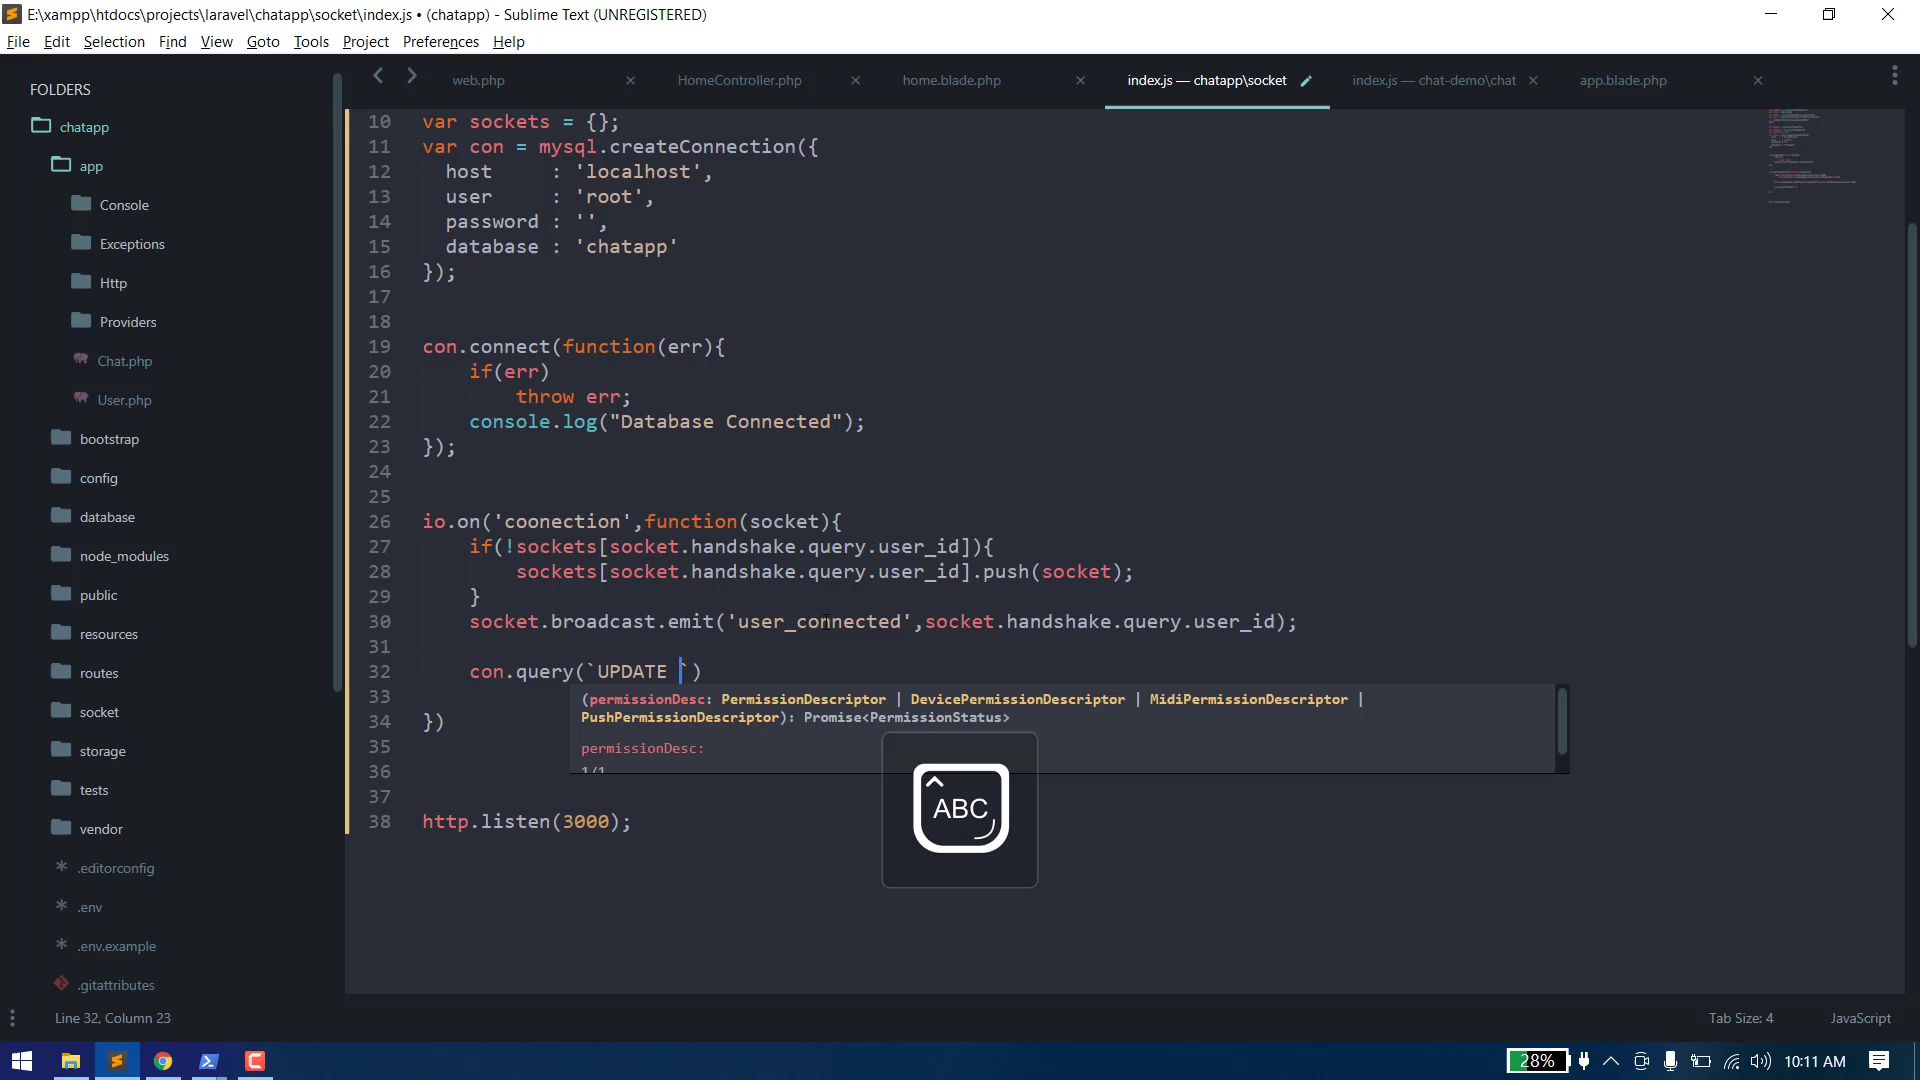 E:\xampp\htdocs\projects\laravel\chatapp\socket\index.js • (chatapp) - Sublime Text (UNREGISTERED)
File Edit Selection Find View Goto Tools Project Preferences Help
FOLDERS
chatapp
app
Console
Exceptions
Http
Providers
Chat.php
User.php
bootstrap
config
database
node_modules
public
resources
routes
socket
storage
tests
vendor
.editorconfig
.env
.env.example
.gitattributes
web.php HomeController.php home.blade.php index.js — chatapp\socket index.js — chat-demo\chat app.blade.php
10 var sockets = {};
11 var con = mysql.createConnection({
12 host : 'localhost',
13 user : 'root',
14 password : '',
15 database : 'chatapp'
16 });
17
18
19 con.connect(function(err){
20 if(err)
21 throw err;
22 console.log("Database Connected");
23 });
24
25
26 io.on('coonection',function(socket){
27 if(!sockets[socket.handshake.query.user_id]){
28 sockets[socket.handshake.query.user_id].push(socket);
29 }
30 socket.broadcast.emit('user_connected',socket.handshake.query.user_id);
31
32 con.query(`UPDATE `)
33
34 })
35
36
37
38 http.listen(3000);
(permissionDesc: PermissionDescriptor | DevicePermissionDescriptor | MidiPermissionDescriptor |
PushPermissionDescriptor): Promise<PermissionStatus>
permissionDesc:
1/1
ABC
Line 32, Column 23 Tab Size: 4 JavaScript
28% 10:11 AM